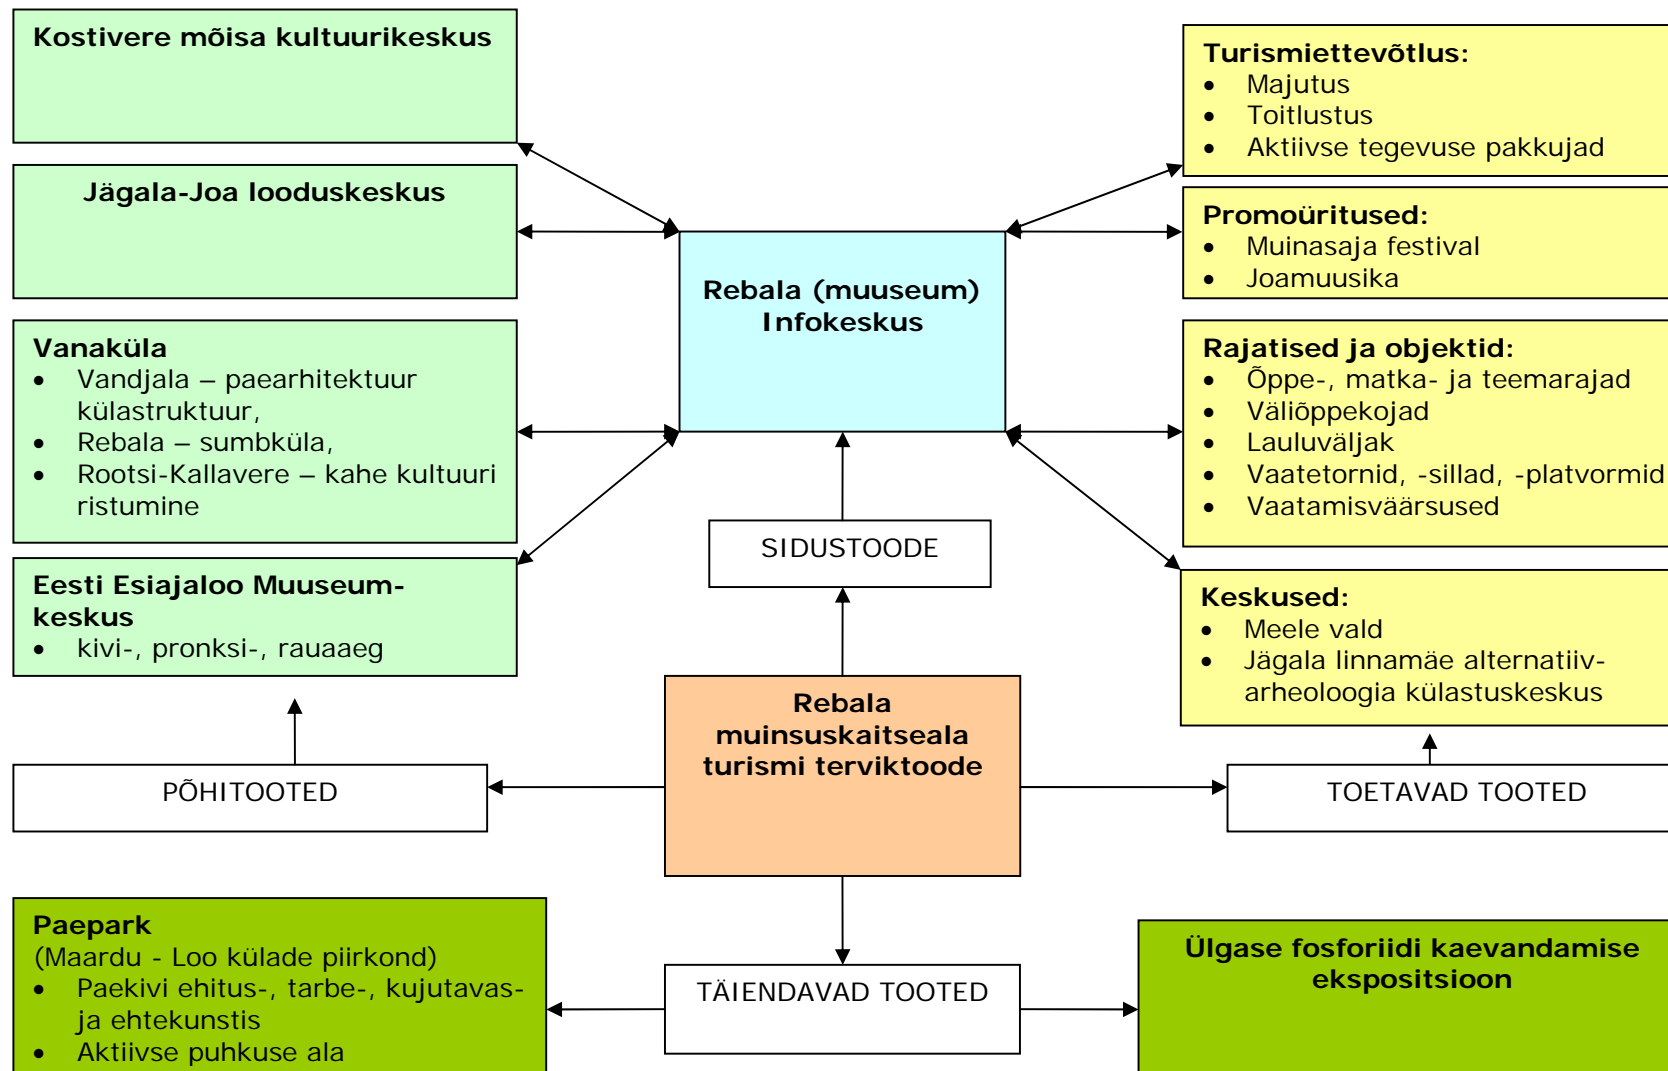 Kostivere mõisa kultuurikeskus
Jägala-Joa looduskeskus
Vanaküla
• Vandjala – paearhitektuur
külastruktuur,
• Rebala – sumbküla,
• Rootsi-Kallavere – kahe kultuuri
ristumine
Eesti Esiajaloo Muuseum-
keskus
• kivi-, pronksi-, rauaaeg
PÕHITOOTED
Rebala (muuseum)
Infokeskus
SIDUSTOODE
Rebala
muinsuskaitseala
turismi terviktoode
Turismiettevõtlus:
• Majutus
• Toitlustus
• Aktiivse tegevuse pakkujad
Promoüritused:
• Muinasaja festival
• Joamuusika
Rajatised ja objektid:
• Õppe-, matka- ja teemarajad
• Väliõppekojad
• Lauluväljak
• Vaatetornid, -sillad, -platvormid
• Vaatamisväärsused
Keskused:
• Meele vald
• Jägala linnamäe alternatiiv-
arheoloogia külastuskeskus
TOETAVAD TOOTED
Paepark
(Maardu - Loo külade piirkond)
• Paekivi ehitus-, tarbe-, kujutavas-
ja ehtekunstis
• Aktiivse puhkuse ala
TÄIENDAVAD TOOTED
Ülgase fosforiidi kaevandamise
ekspositsioon